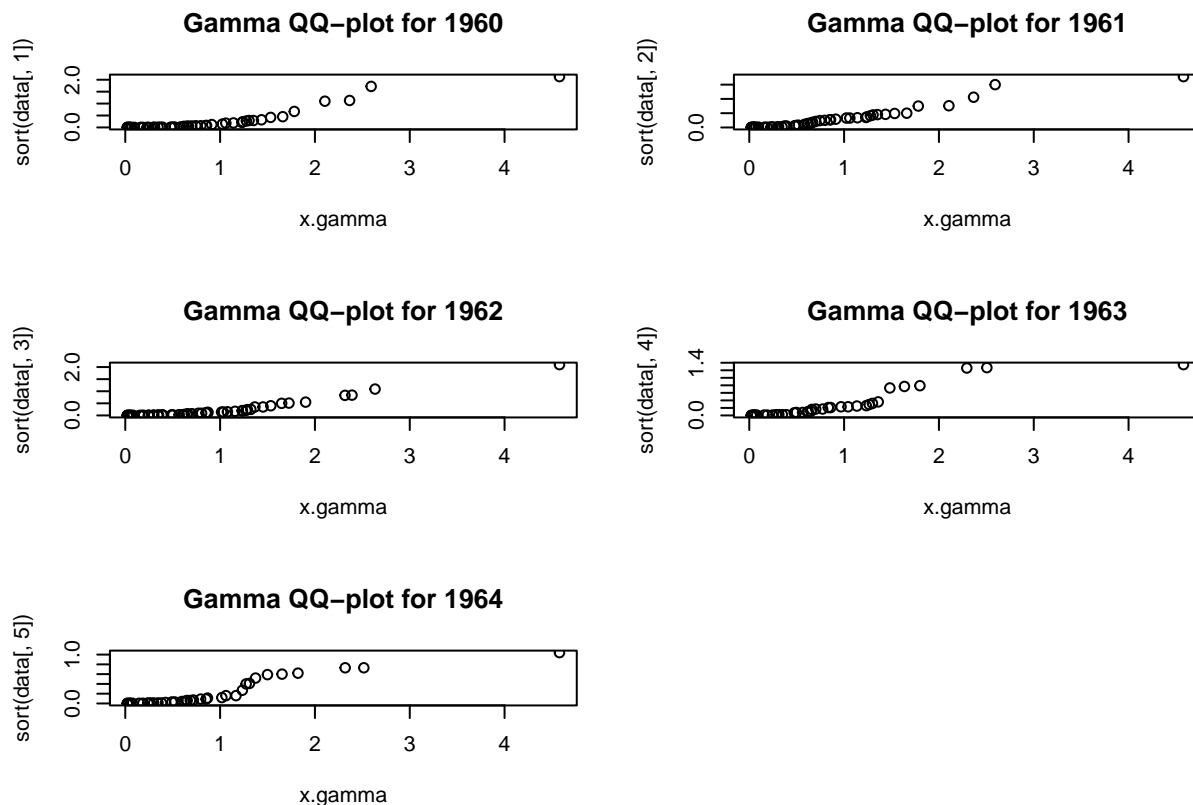 Gamma QQ−plot for 1960
sort(data[, 1])
0.0 2.0
0 1 2 3 4
x.gamma
Gamma QQ−plot for 1961
sort(data[, 2])
0.0
0 1 2 3 4
x.gamma
Gamma QQ−plot for 1962
sort(data[, 3])
0.0 2.0
0 1 2 3 4
x.gamma
Gamma QQ−plot for 1963
sort(data[, 4])
0.0 1.4
0 1 2 3 4
x.gamma
Gamma QQ−plot for 1964
sort(data[, 5])
0.0 1.0
0 1 2 3 4
x.gamma